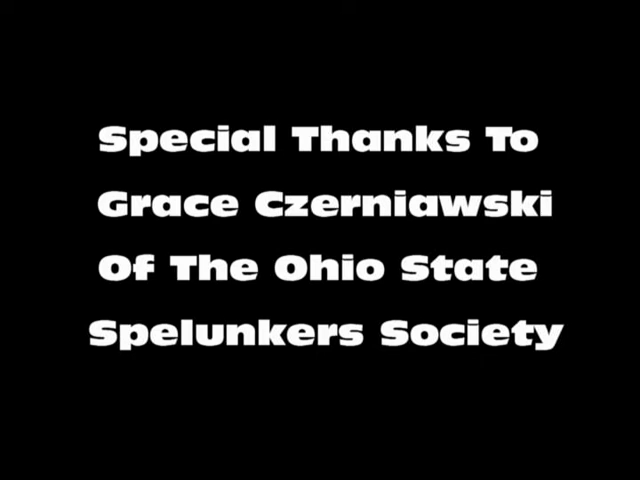 Special Thanks To
Grace Czerniawski
Of The Ohio State
Spelunkers Society